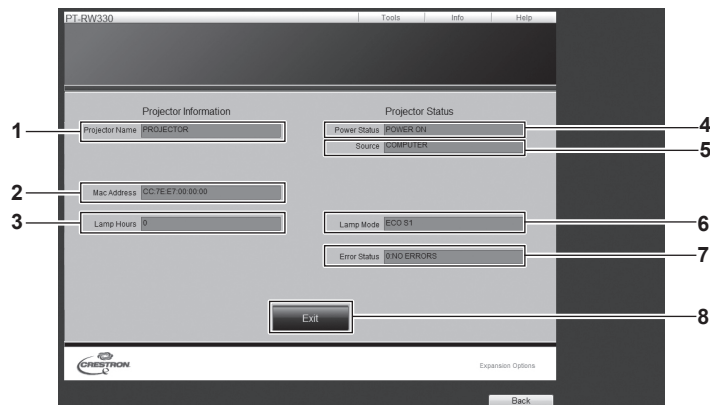 PT-RW330 Tools Info Help
Projector Information Projector Status
1 Projector Name PROJECTOR Power Status POWER ON 4
Source COMPUTER 5
2 Mac Address CC:7E:E7:00:00:00
3 Lamp Hours 0 Lamp Mode ECO S1 6
Error Status 0:NO ERRORS 7
Exit 8
CRESTRON Expansion Options
Back